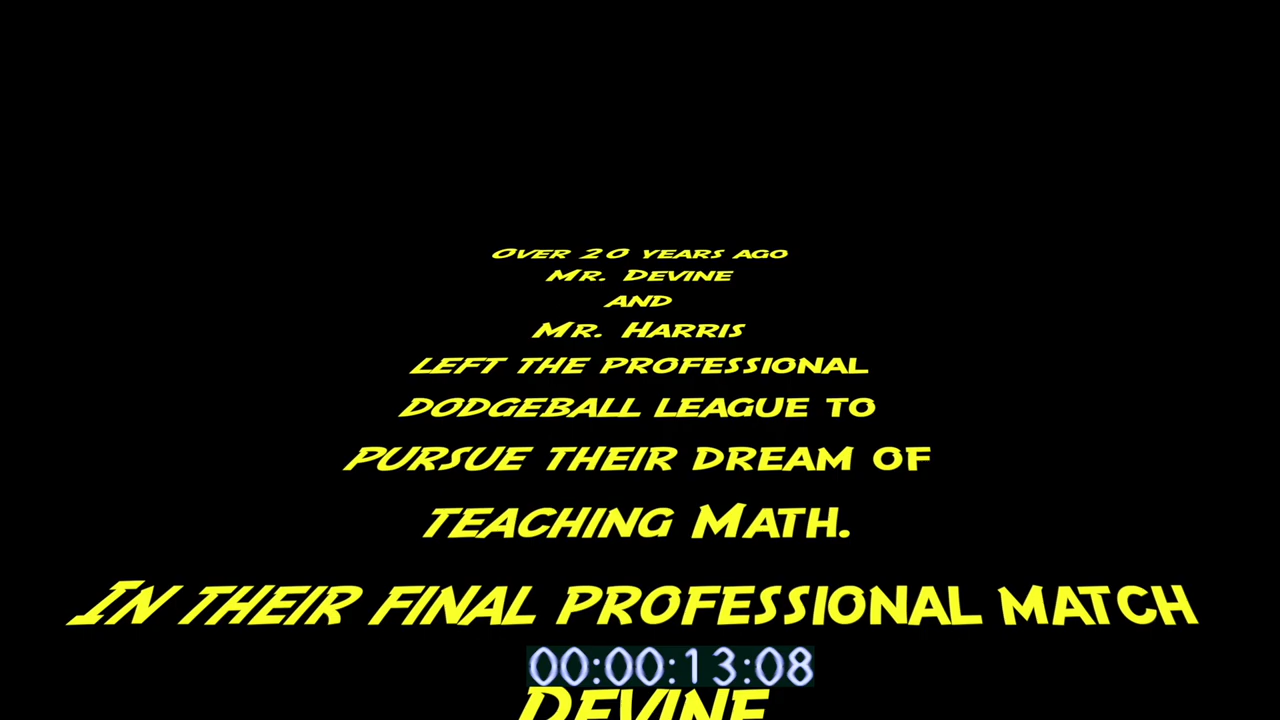 Over 20 years ago
Mr. Devine
and
Mr. Harris
left the professional
dodgeball league to
pursue their dream of
teaching Math.
In their final professional match
00:00:13:08
Devine